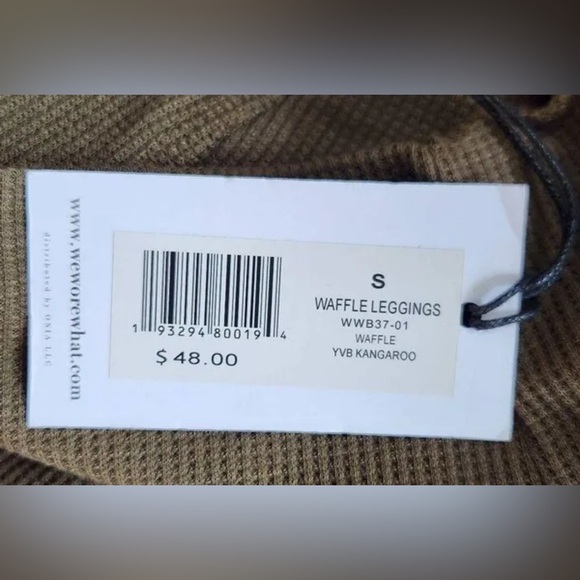 www.weworewhat.com
distributed by ONIA LLC
1 93294 80019 4
$ 48.00
S
WAFFLE LEGGINGS
WWB37-01
WAFFLE
YVB KANGAROO